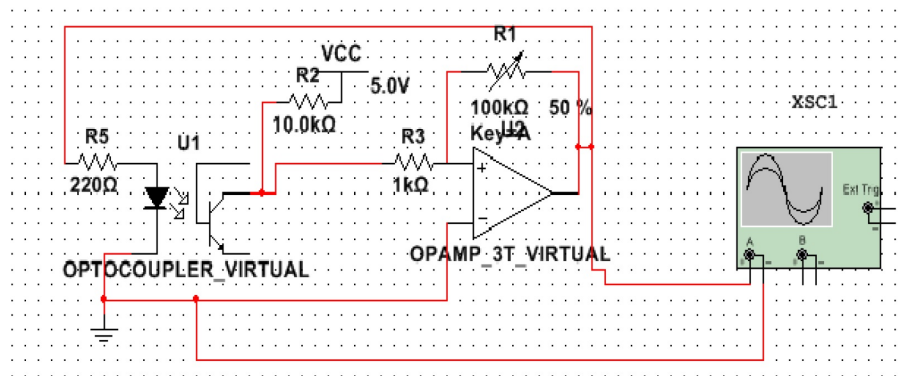 R1
VCC
R2
5.0V
10.0kΩ
100kΩ
50 %
XSC1
R5
U1
R3
Key=A
U2
220Ω
1kΩ
+
−
Ext Trig
+
A
B
OPTOCOUPLER_VIRTUAL
OPAMP_3T_VIRTUAL